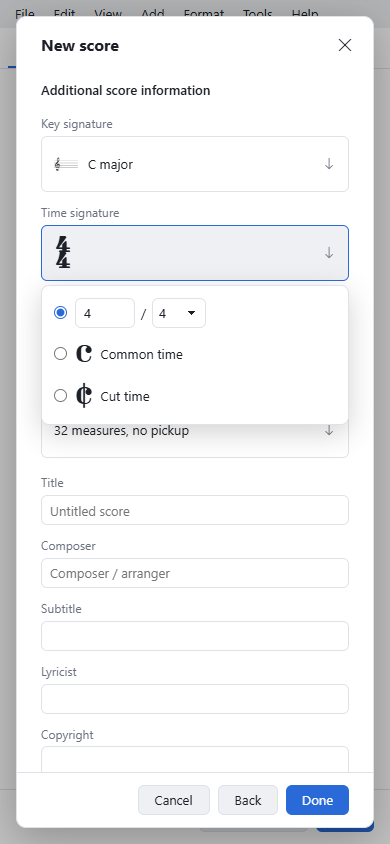 File Edit View Add Format Tools Help
New score
Additional score information
Key signature
C major
Time signature
4
4
4 / 4
Common time
Cut time
32 measures, no pickup
Title
Untitled score
Composer
Composer / arranger
Subtitle
Lyricist
Copyright
Cancel Back Done